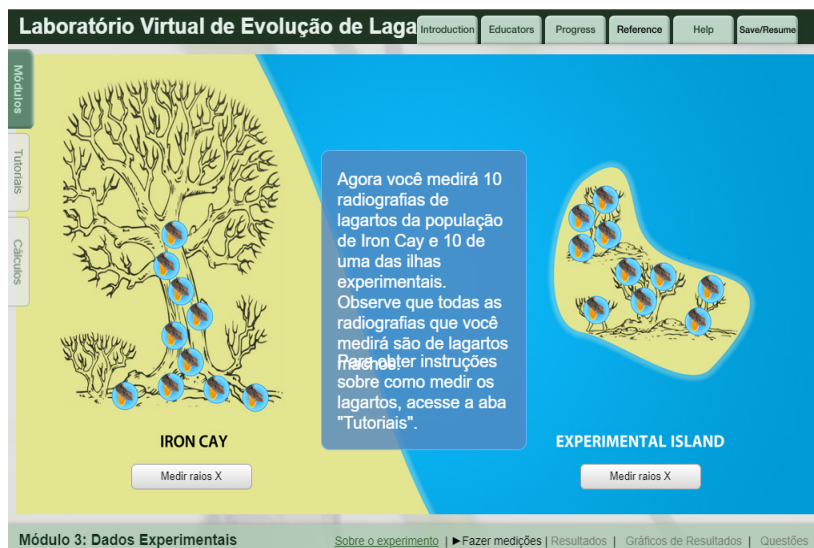 Laboratório Virtual de Evolução de Laga
Introduction
Educators
Progress
Reference
Help
Save/Resume
Módulos
Tutoriais
Cálculos
Agora você medirá 10
radiografias de
lagartos da população
de Iron Cay e 10 de
uma das ilhas
experimentais.
Observe que todas as
radiografias que você
medirá são de lagartos
machos.
Para obter instruções
sobre como medir os
lagartos, acesse a aba
"Tutoriais".
IRON CAY
Medir raios X
EXPERIMENTAL ISLAND
Medir raios X
Módulo 3: Dados Experimentais
Sobre o experimento | ►Fazer medições | Resultados | Gráficos de Resultados | Questões